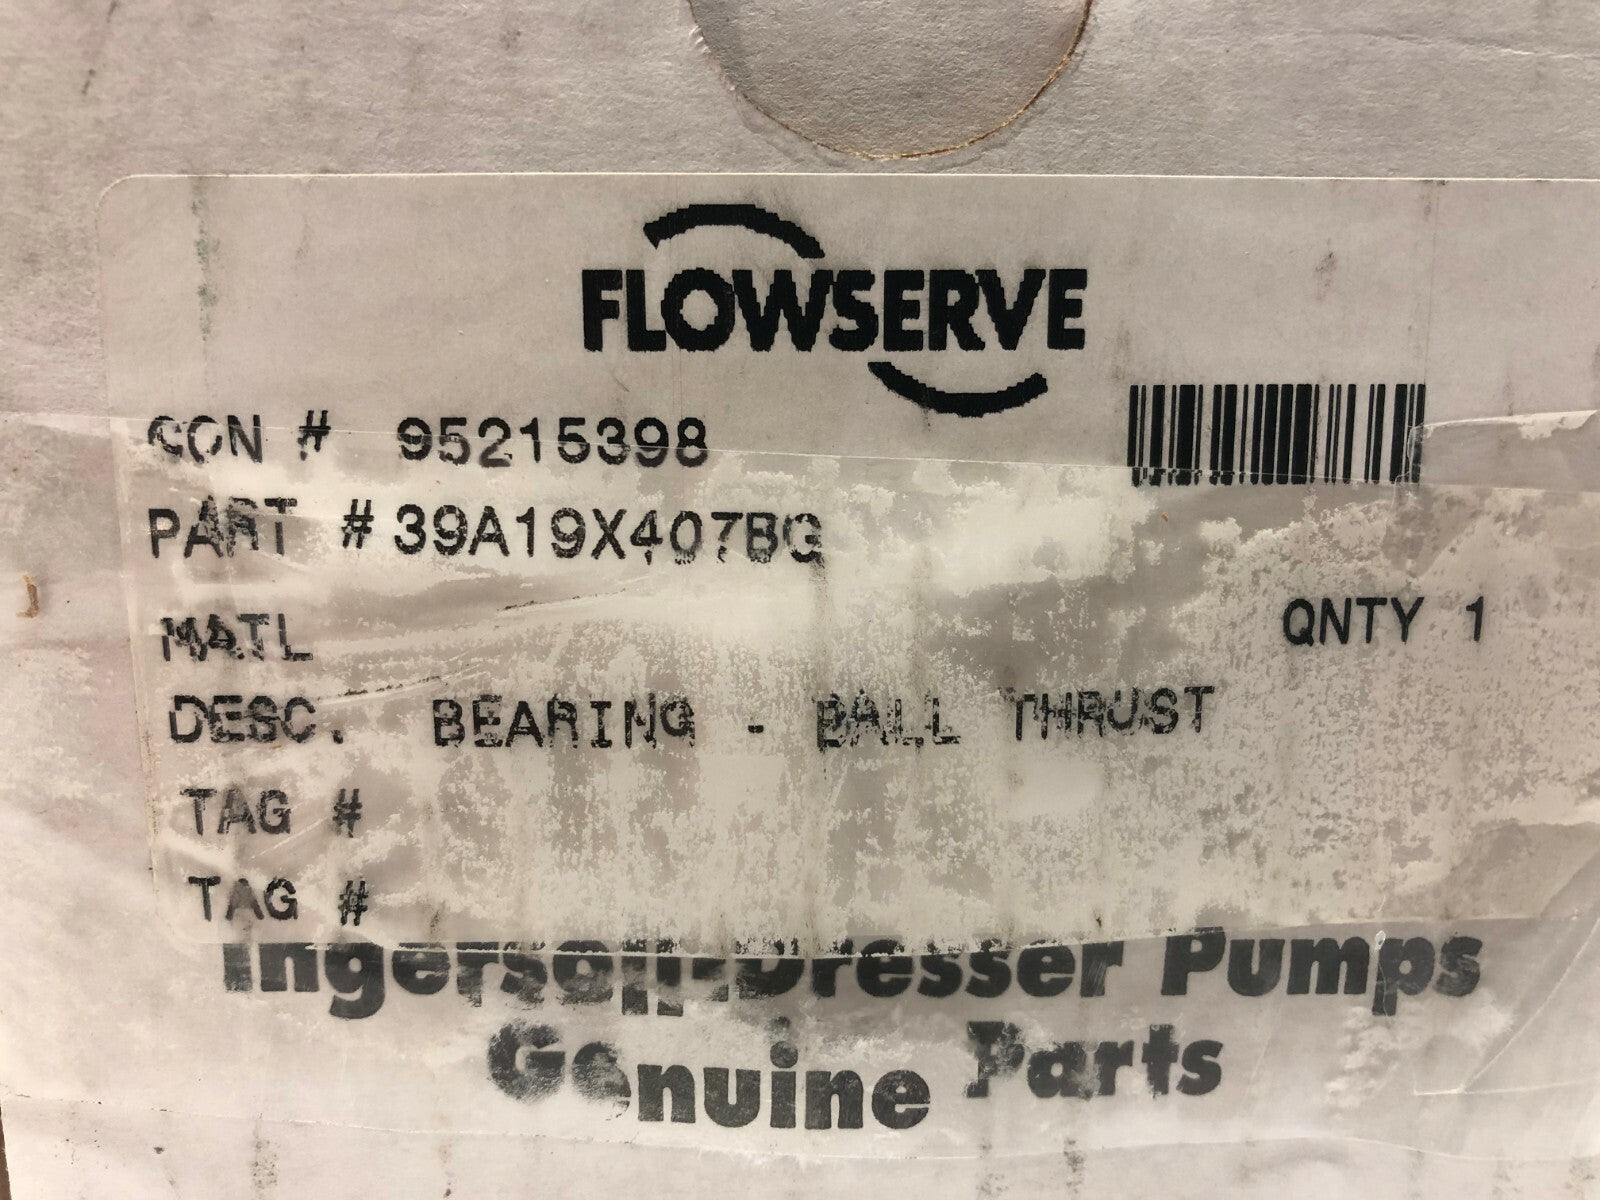 FLOWSERVE
CON # 95215398
PART # 39A19X407BG
MATL
QNTY 1
DESC. BEARING - BALL THRUST
TAG #
TAG #
Ingersoll-Dresser Pumps
Genuine Parts